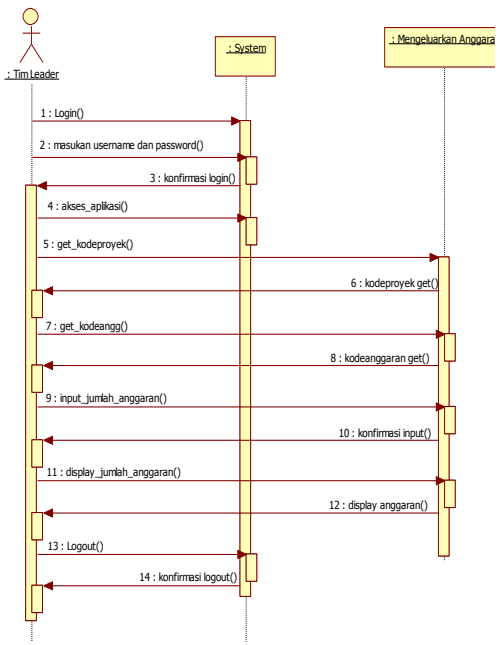 : System
: Mengeluarkan Anggara
: Tim Leader
1 : Login()
2 : masukan username dan password()
3 : konfirmasi login()
4 : akses_aplikasi()
5 : get_kodeproyek()
6 : kodeproyek get()
7 : get_kodeangg()
8 : kodeanggaran get()
9 : input_jumlah_anggaran()
10 : konfirmasi input()
11 : display_jumlah_anggaran()
12 : display anggaran()
13 : Logout()
14 : konfirmasi logout()